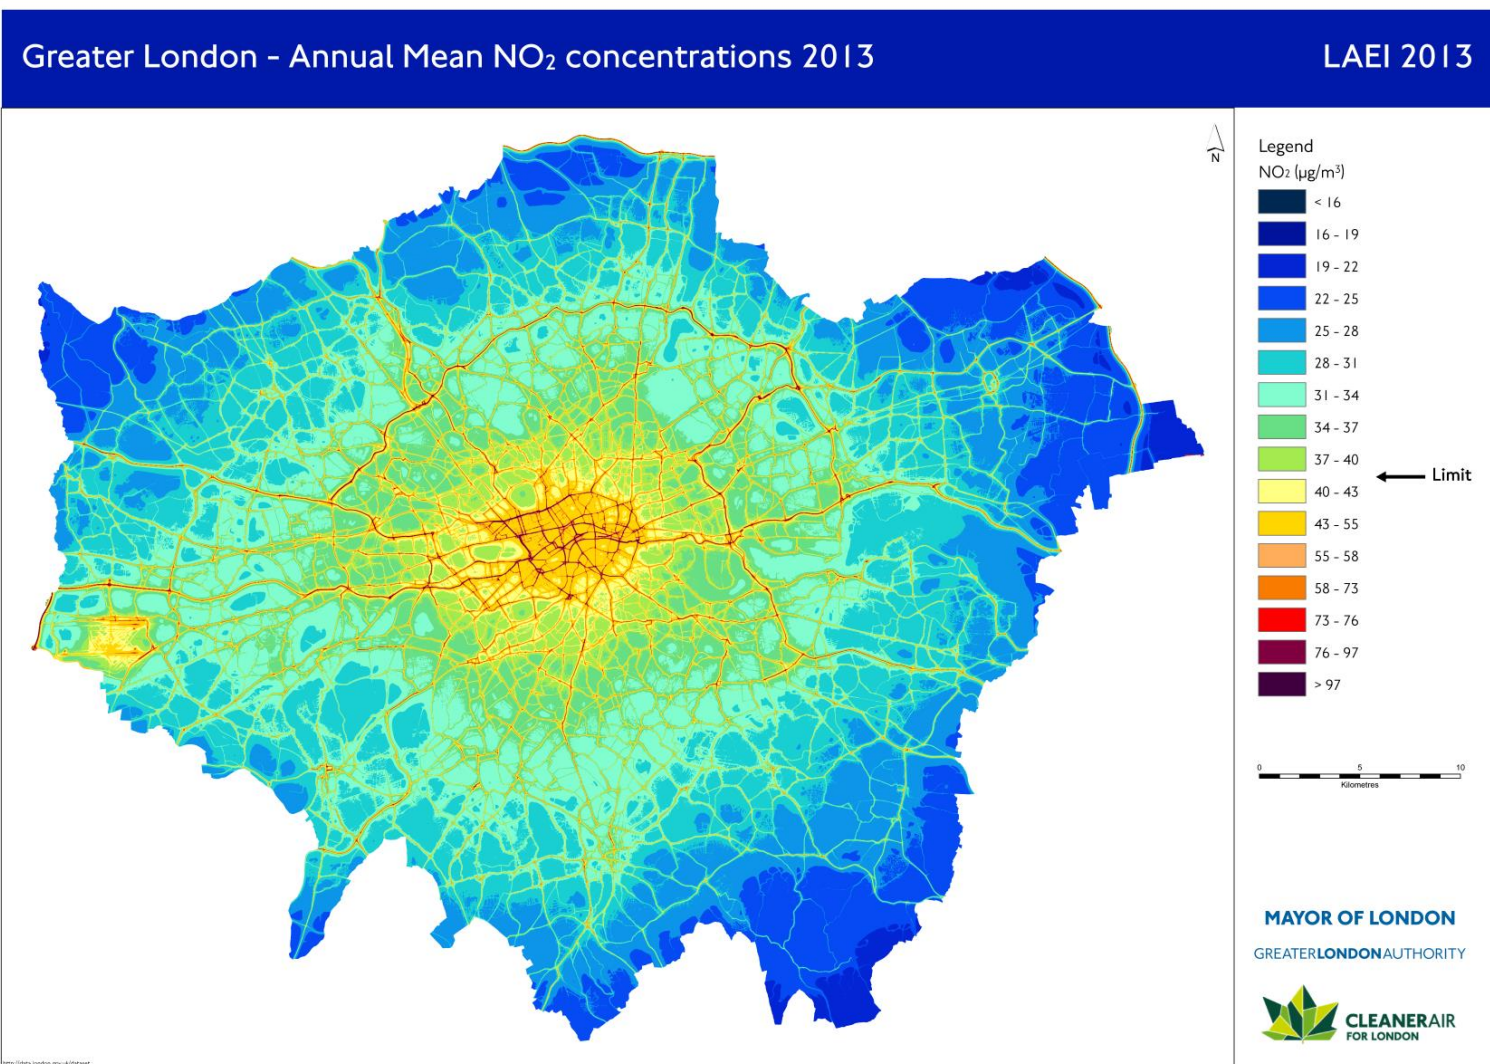 Greater London - Annual Mean NO₂ concentrations 2013
LAEI 2013
N
Legend
NO₂ (µg/m³)
< 16
16 - 19
19 - 22
22 - 25
25 - 28
28 - 31
31 - 34
34 - 37
37 - 40
Limit
40 - 43
43 - 55
55 - 58
58 - 73
73 - 76
76 - 97
> 97
0 5 10
Kilometres
MAYOR OF LONDON
GREATERLONDONAUTHORITY
CLEANERAIR
FOR LONDON